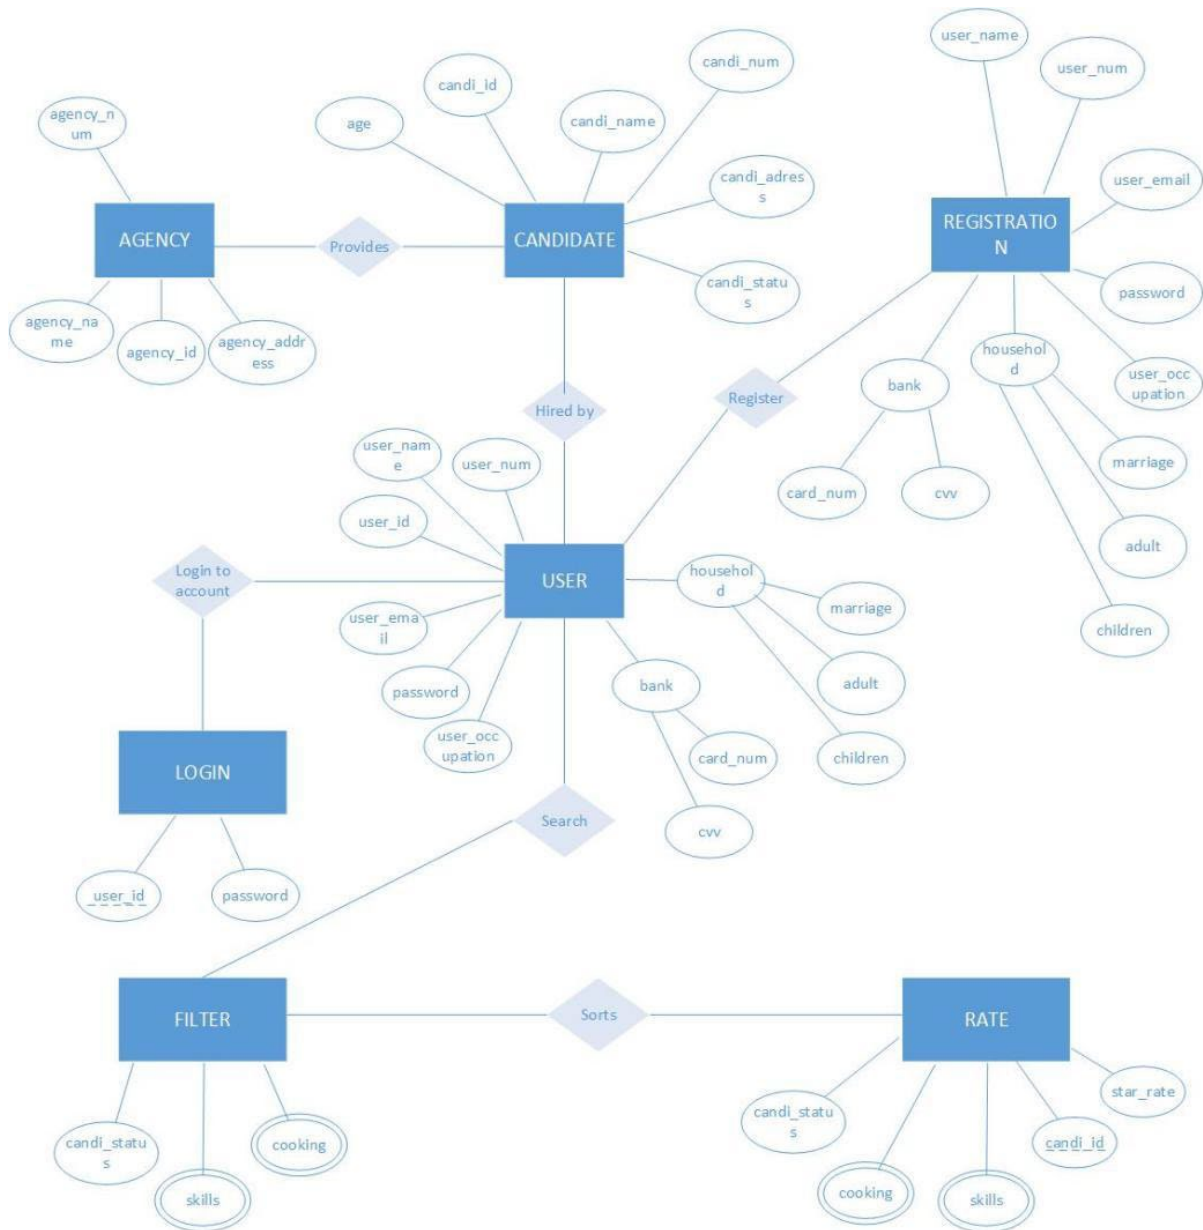 user_name
candi_num
user_num
candi_id
agency_n
um
candi_name
age
user_email
candi_adres
s
AGENCY
Provides
CANDIDATE
REGISTRATIO
N
candi_statu
s
password
agency_na
me
agency_id
agency_addr
ess
househol
d
user_occ
upation
bank
Register
Hired by
user_nam
e
user_num
marriage
card_num
cvv
user_id
adult
Login to
account
USER
househol
d
marriage
user_ema
il
children
password
bank
adult
user_occ
upation
card_num
children
LOGIN
Search
cvv
user_id
password
FILTER
Sorts
RATE
star_rate
candi_statu
s
cooking
candi_statu
s
candi_id
skills
cooking
skills